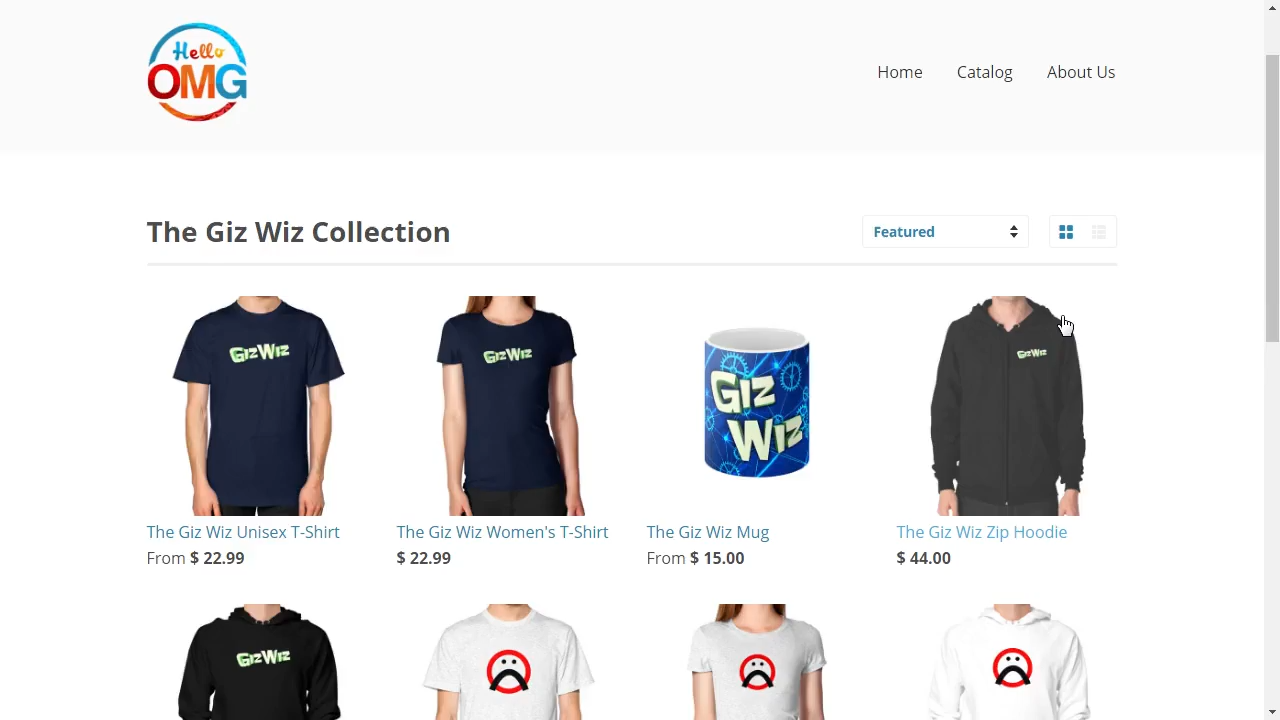 Hello
OMG
Home Catalog About Us
The Giz Wiz Collection
Featured
GizWiz
GizWiz
Giz
Wiz
GizWiz
The Giz Wiz Unisex T-Shirt
From $ 22.99
The Giz Wiz Women's T-Shirt
$ 22.99
The Giz Wiz Mug
From $ 15.00
The Giz Wiz Zip Hoodie
$ 44.00
GizWiz